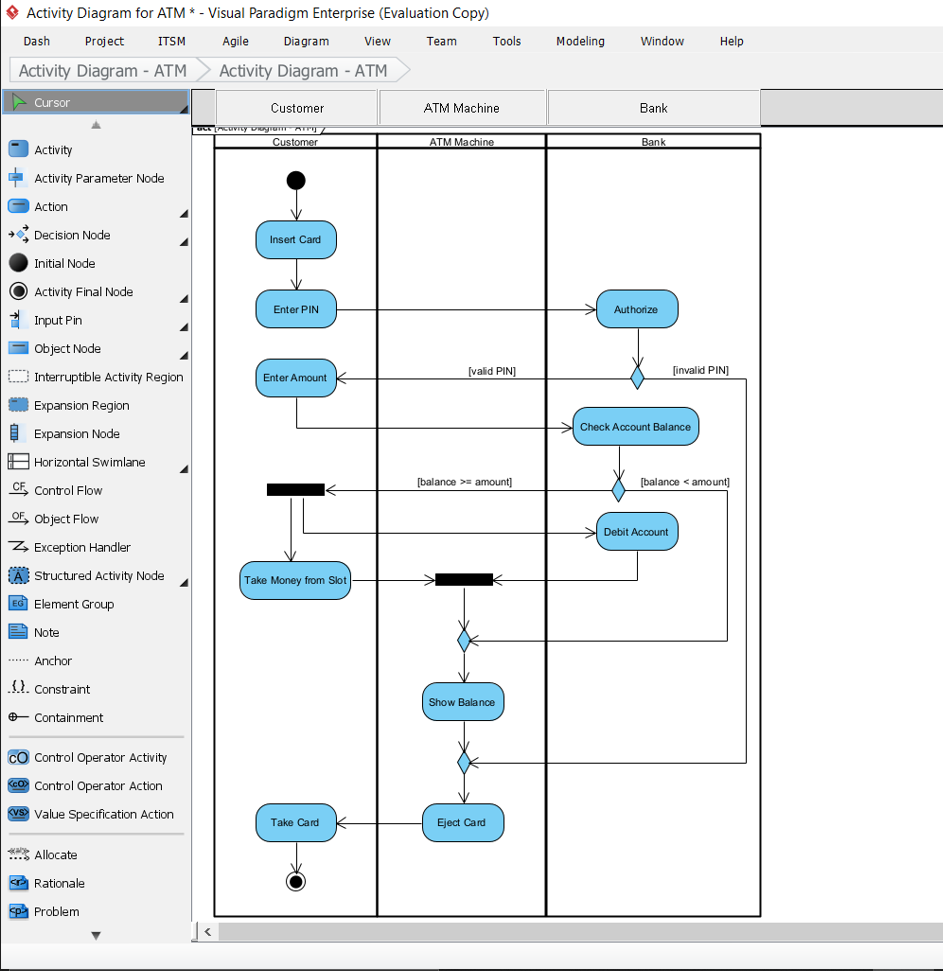 Activity Diagram for ATM * - Visual Paradigm Enterprise (Evaluation Copy)
Dash Project ITSM Agile Diagram View Team Tools Modeling Window Help
Activity Diagram - ATM Activity Diagram - ATM
Cursor
Activity
Activity Parameter Node
Action
Decision Node
Initial Node
Activity Final Node
Input Pin
Object Node
Interruptible Activity Region
Expansion Region
Expansion Node
Horizontal Swimlane
CF Control Flow
OF Object Flow
Exception Handler
A Structured Activity Node
EG Element Group
Note
Anchor
{} Constraint
Containment
cO Control Operator Activity
«cO» Control Operator Action
«VS» Value Specification Action
Allocate
«r» Rationale
«p» Problem
Customer ATM Machine Bank
act [Activity Diagram - ATM]
Customer ATM Machine Bank
Insert Card
Enter PIN Authorize
[valid PIN] [invalid PIN]
Enter Amount
Check Account Balance
[balance >= amount] [balance < amount]
Debit Account
Take Money from Slot
Show Balance
Take Card Eject Card